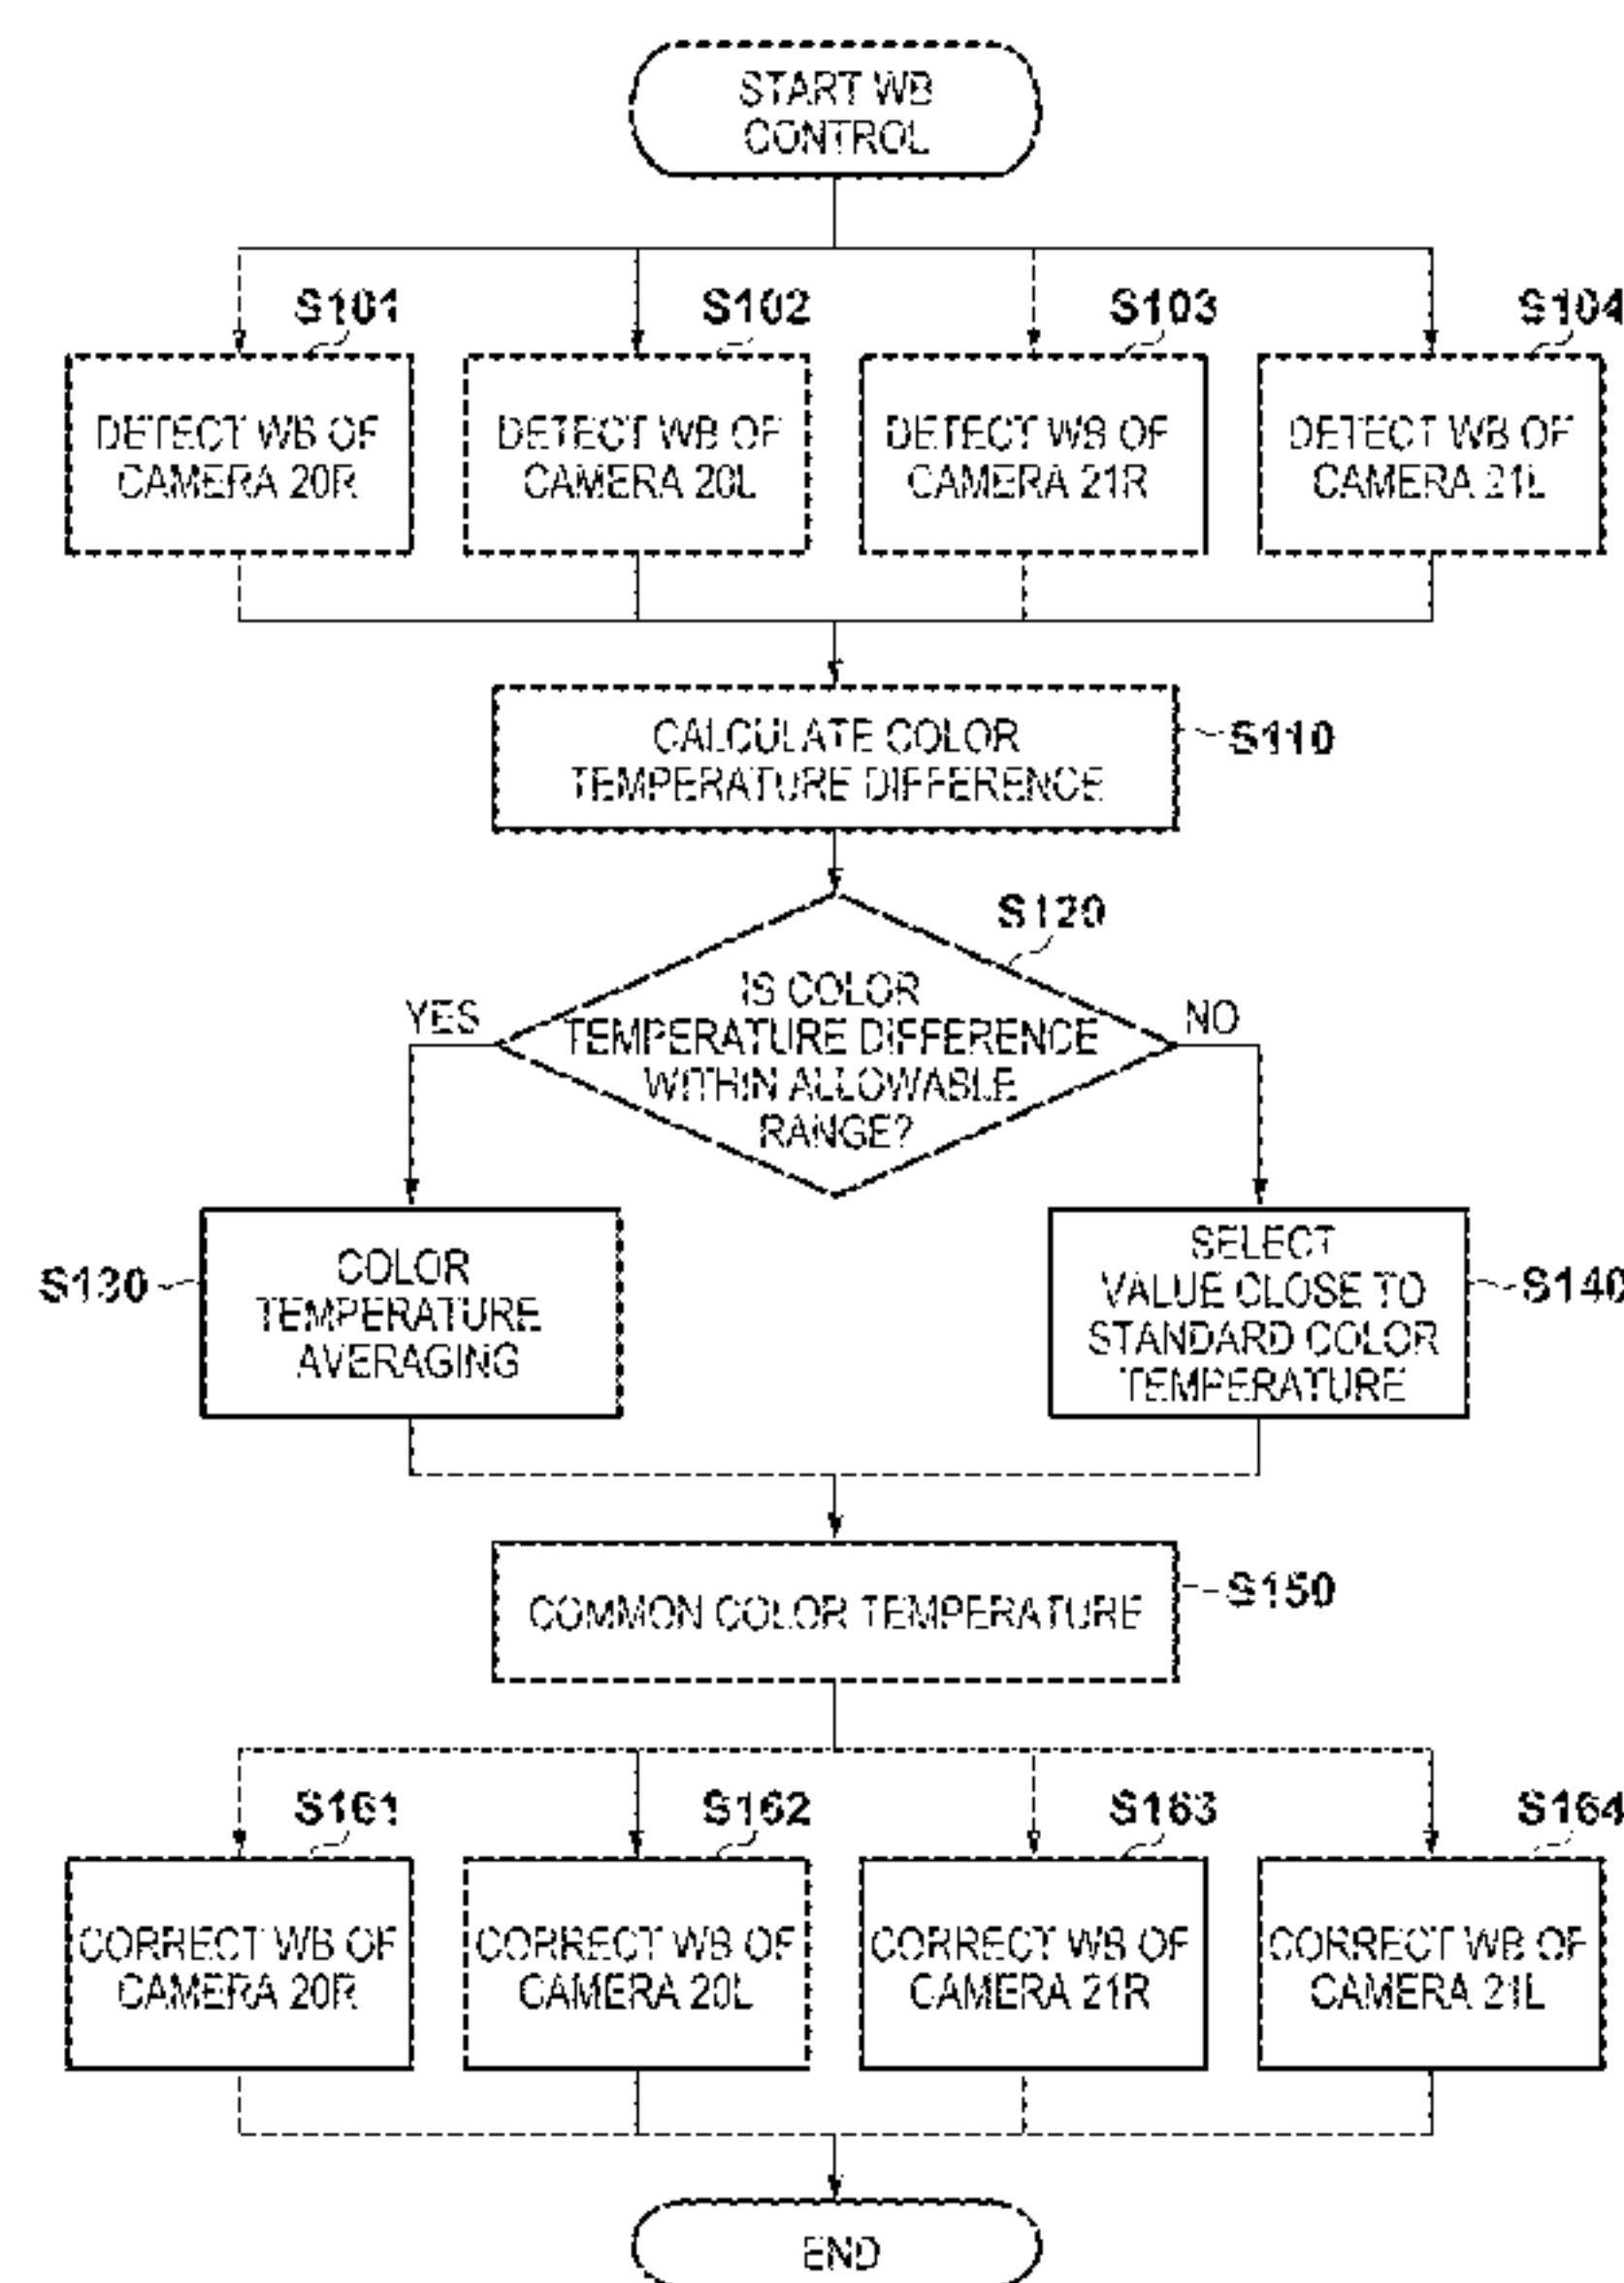 START WB
CONTROL
S101
S102
S103
S104
DETECT WB OF
CAMERA 20R
DETECT WB OF
CAMERA 20L
DETECT WB OF
CAMERA 21R
DETECT WB OF
CAMERA 21L
CALCULATE COLOR
TEMPERATURE DIFFERENCE
S110
S120
IS COLOR
TEMPERATURE DIFFERENCE
WITHIN ALLOWABLE
RANGE?
YES
NO
S130
COLOR
TEMPERATURE
AVERAGING
SELECT
VALUE CLOSE TO
STANDARD COLOR
TEMPERATURE
S140
COMMON COLOR TEMPERATURE
S150
S161
S162
S163
S164
CORRECT WB OF
CAMERA 20R
CORRECT WB OF
CAMERA 20L
CORRECT WB OF
CAMERA 21R
CORRECT WB OF
CAMERA 21L
END